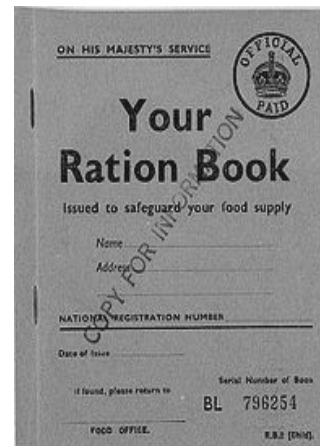 ON HIS MAJESTY'S SERVICE
OFFICIAL
PAID
Your
Ration Book
Issued to safeguard your food supply
Name
Address
COPY FOR INFORMATION
NATIONAL REGISTRATION NUMBER
Date of Issue
Serial Number of Book
If found, please return to
BL 796254
FOOD OFFICE.
R.B.2 [Child].